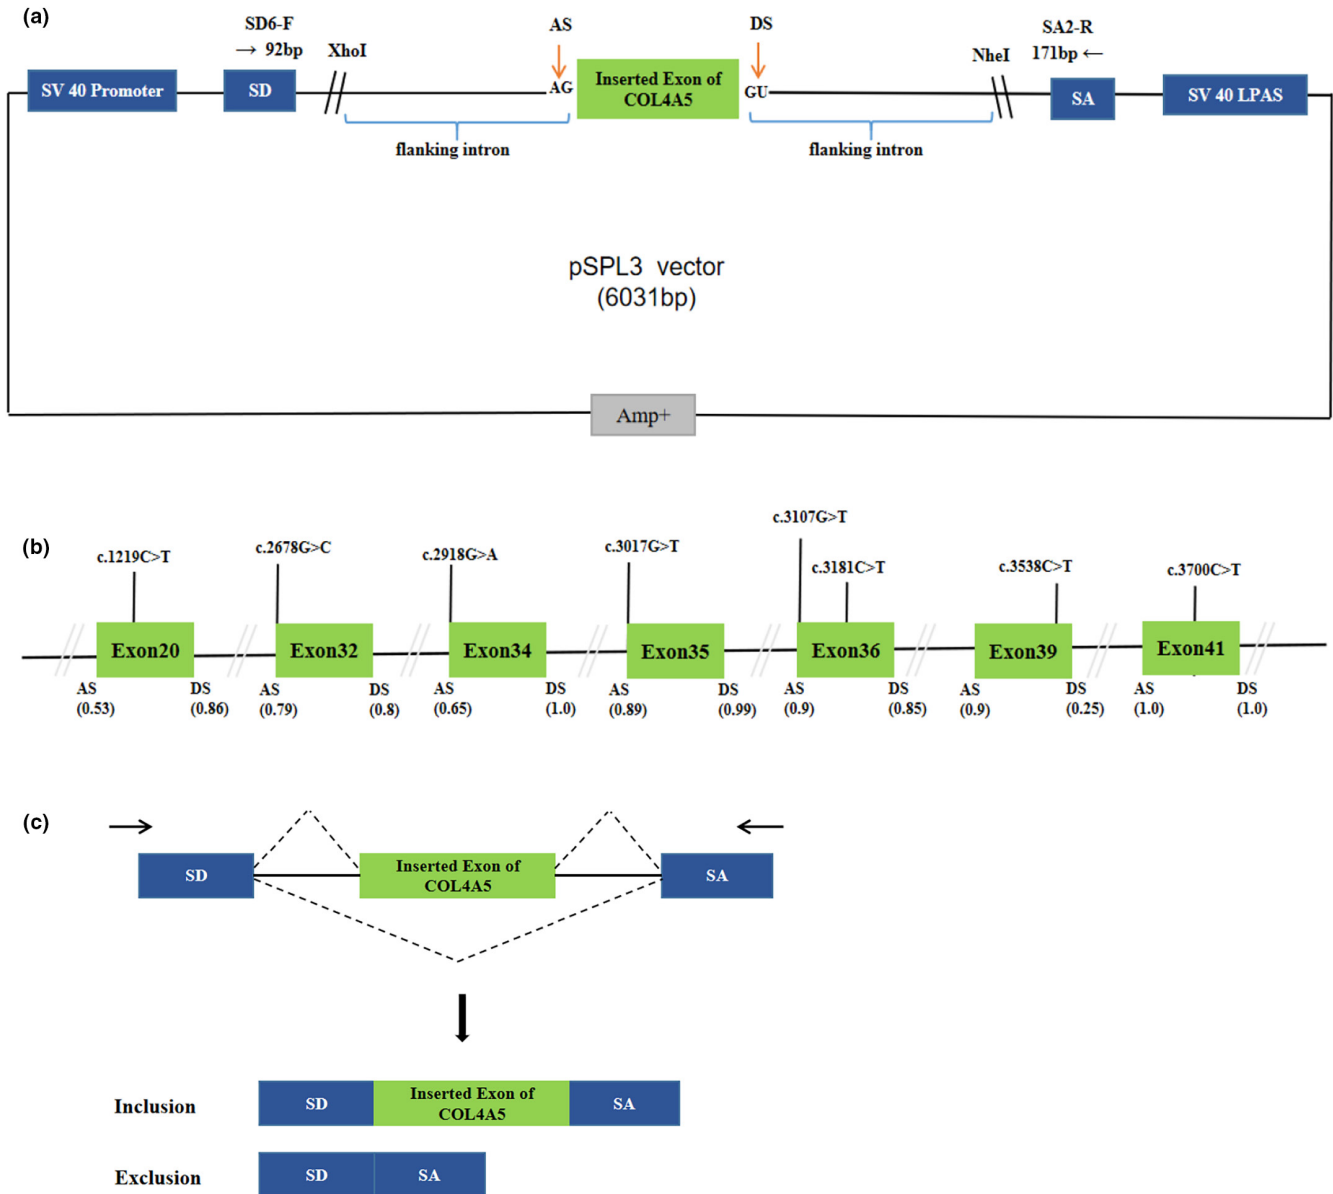 (a)
SD6-F
→ 92bp
XhoI
AS
DS
NheI
SA2-R
171bp ←
SV 40 Promoter
SD
AG
Inserted Exon of
COL4A5
GU
SA
SV 40 LPAS
flanking intron
flanking intron
pSPL3 vector
(6031bp)
Amp+
(b)
c.1219C>T
c.2678G>C
c.2918G>A
c.3017G>T
c.3107G>T
c.3181C>T
c.3538C>T
c.3700C>T
Exon20
Exon32
Exon34
Exon35
Exon36
Exon39
Exon41
AS
(0.53)
DS
(0.86)
AS
(0.79)
DS
(0.8)
AS
(0.65)
DS
(1.0)
AS
(0.89)
DS
(0.99)
AS
(0.9)
DS
(0.85)
AS
(0.9)
DS
(0.25)
AS
(1.0)
DS
(1.0)
(c)
SD
Inserted Exon of
COL4A5
SA
Inclusion
SD
Inserted Exon of
COL4A5
SA
Exclusion
SD
SA